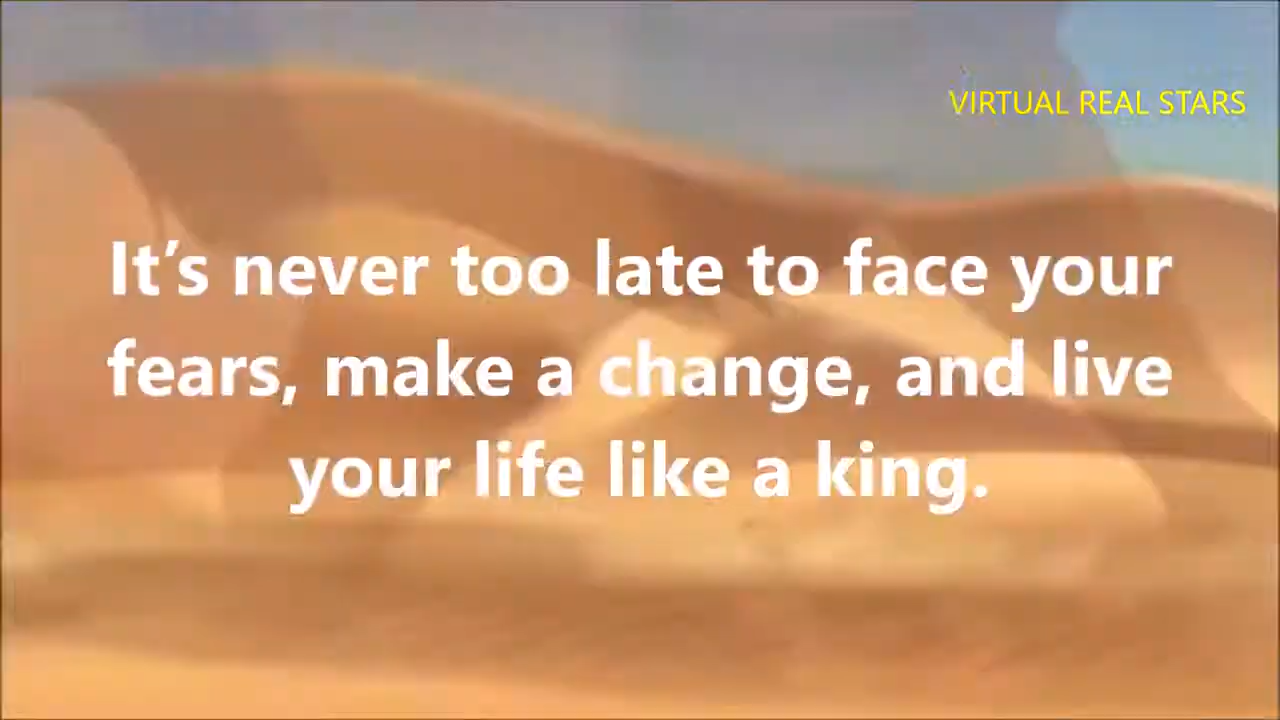 VIRTUAL REAL STARS
It’s never too late to face your
fears, make a change, and live
your life like a king.